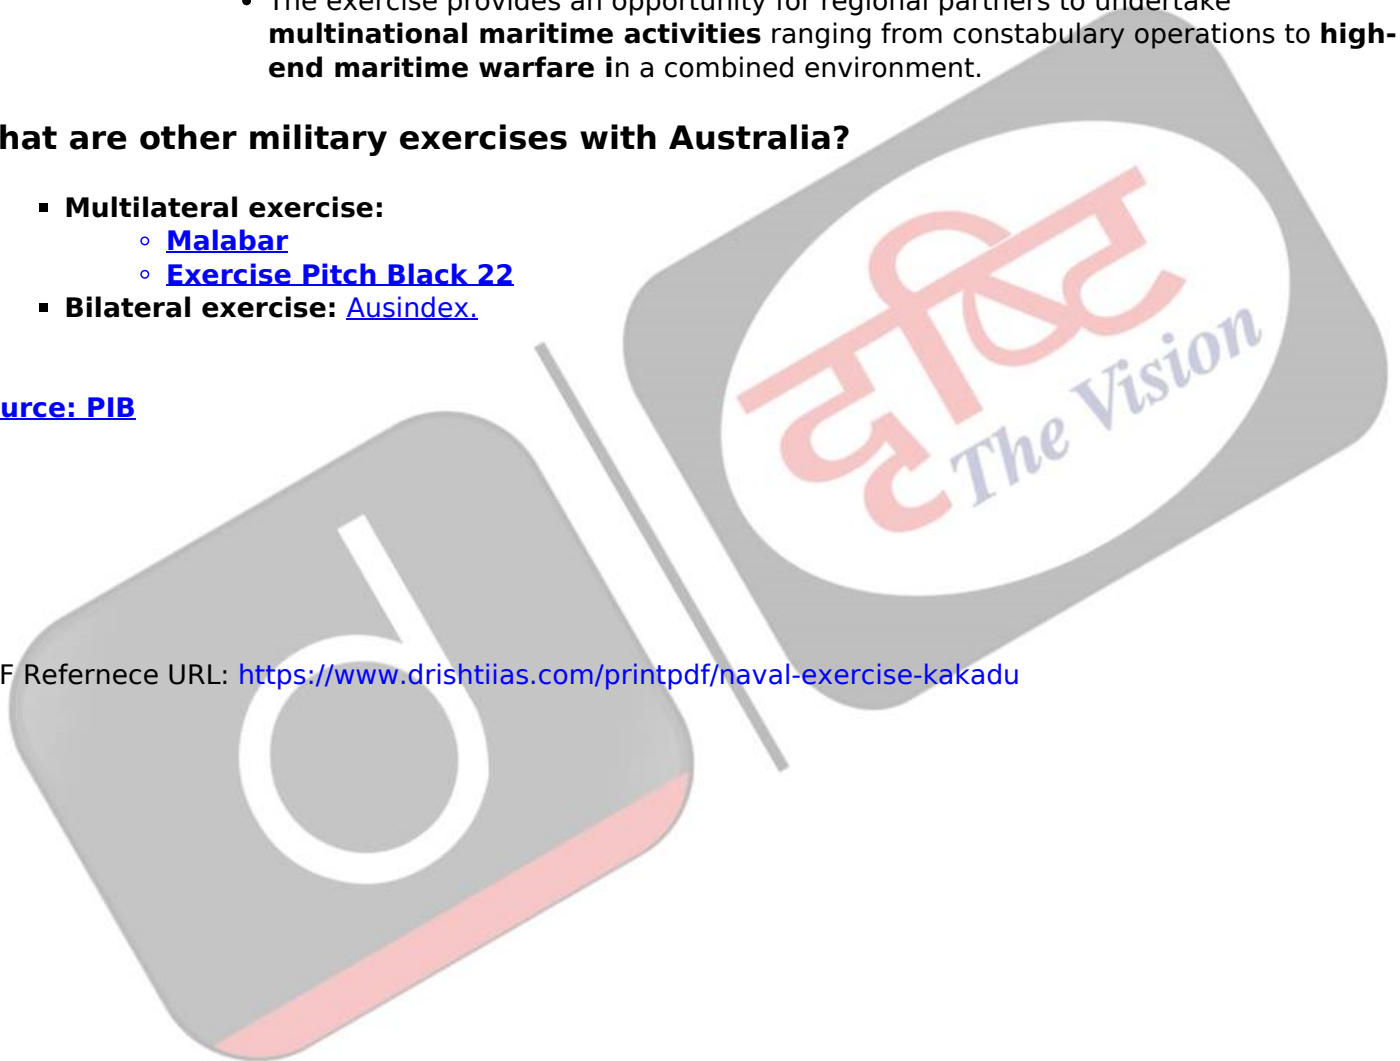 The exercise provides an opportunity for regional partners to undertake
multinational maritime activities ranging from constabulary operations to high-
end maritime warfare in a combined environment.
hat are other military exercises with Australia?
Multilateral exercise:
Malabar
Exercise Pitch Black 22
Bilateral exercise: Ausindex.
urce: PIB
F Refernece URL: https://www.drishtiias.com/printpdf/naval-exercise-kakadu
दृष्टि
The Vision
d